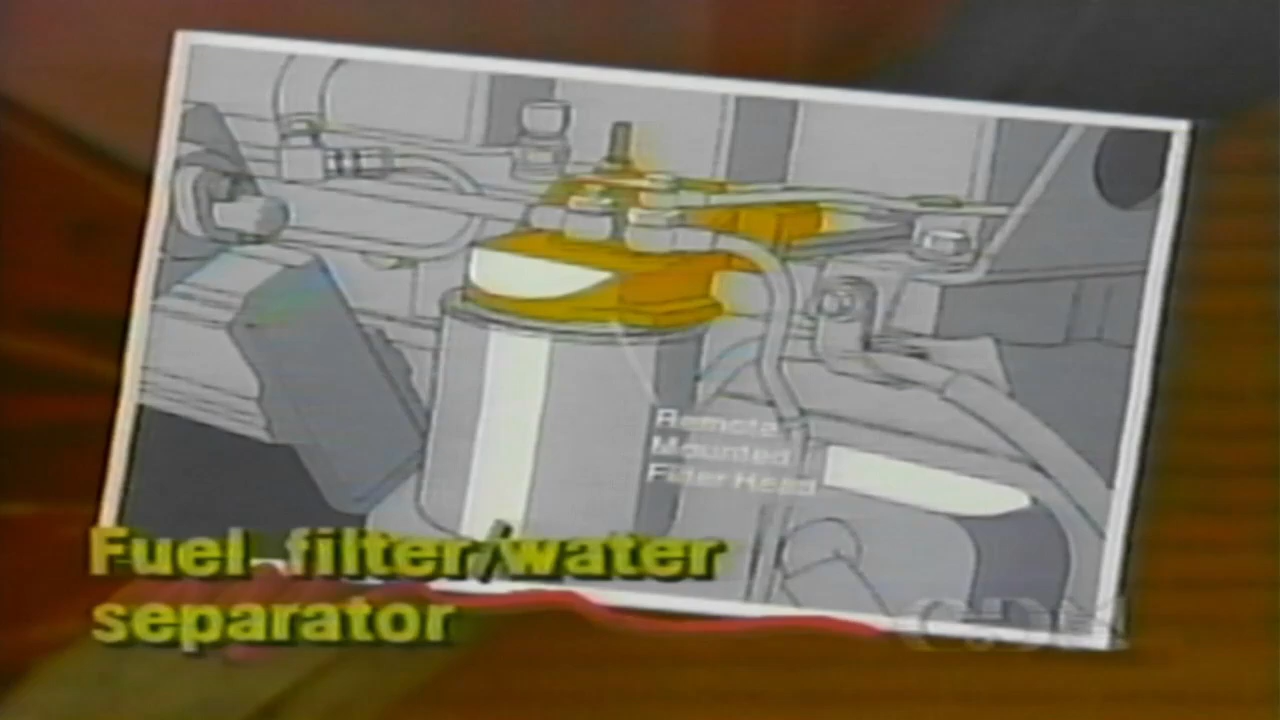 Remote
Mounted
Filter Head
Fuel filter/water
separator